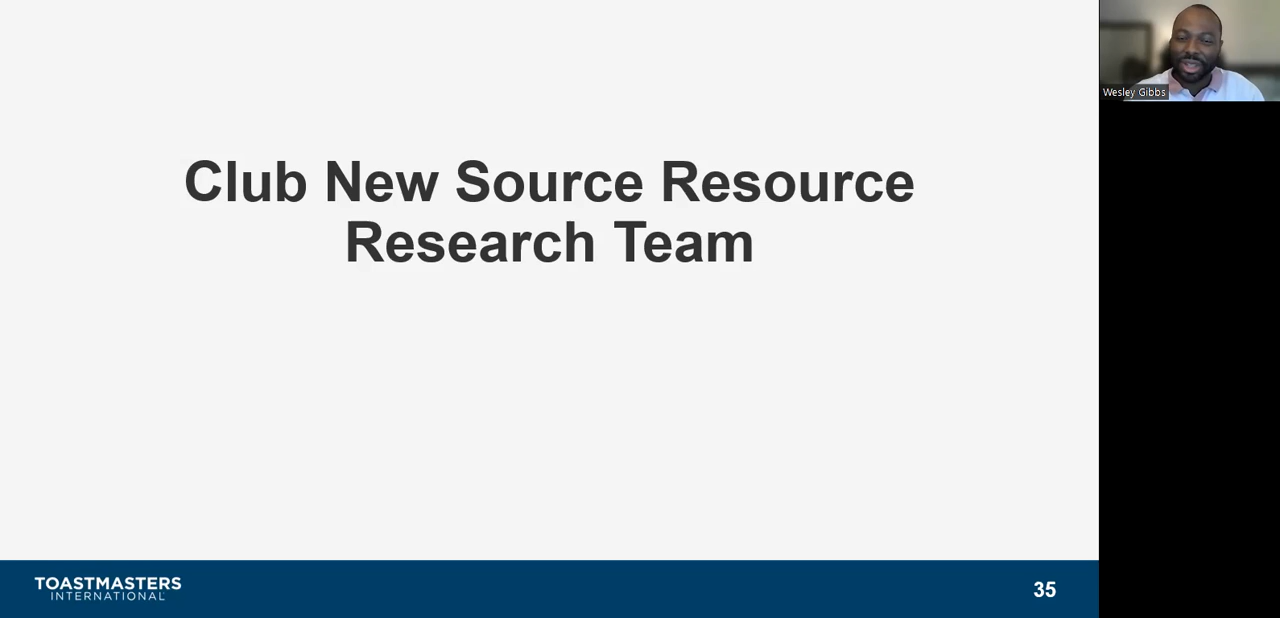 Club New Source Resource
Research Team
Wesley Gibbs
TOASTMASTERS
INTERNATIONAL
35